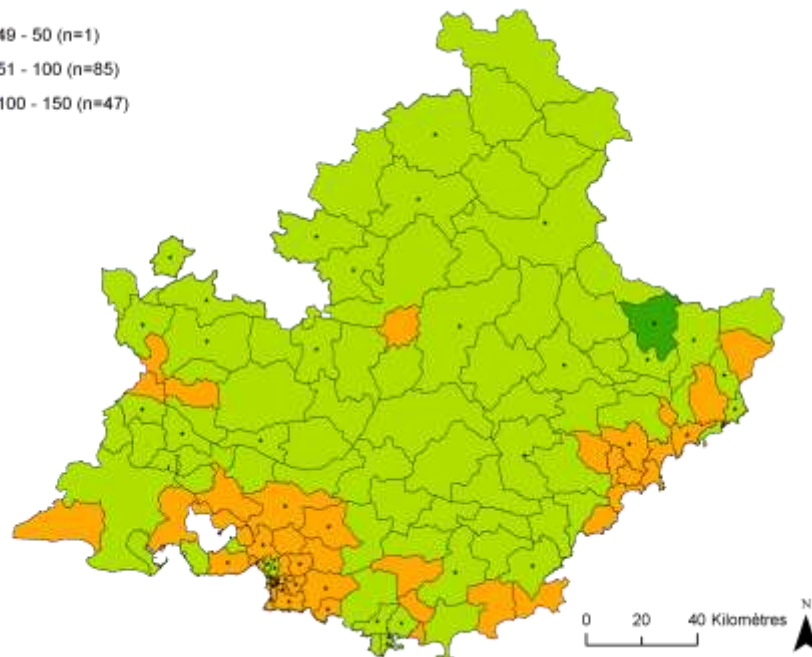 49 - 50 (n=1)
51 - 100 (n=85)
100 - 150 (n=47)
N
0 20 40 Kilomètres